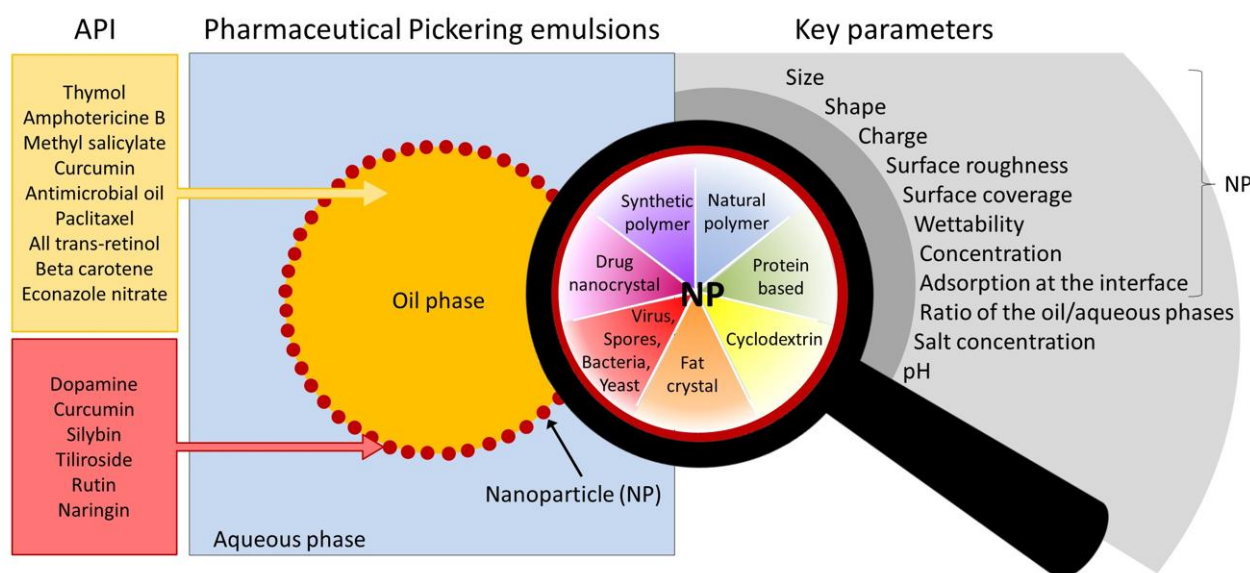 API
Pharmaceutical Pickering emulsions
Key parameters
Thymol
Amphotericine B
Methyl salicylate
Curcumin
Antimicrobial oil
Paclitaxel
All trans-retinol
Beta carotene
Econazole nitrate
Dopamine
Curcumin
Silybin
Tiliroside
Rutin
Naringin
Oil phase
Nanoparticle (NP)
Aqueous phase
Synthetic
polymer
Natural
polymer
Drug
nanocrystal
Protein
based
NP
Virus,
Spores,
Bacteria,
Yeast
Fat
crystal
Cyclodextrin
Size
Shape
Charge
Surface roughness
Surface coverage
Wettability
Concentration
Adsorption at the interface
Ratio of the oil/aqueous phases
Salt concentration
pH
NP